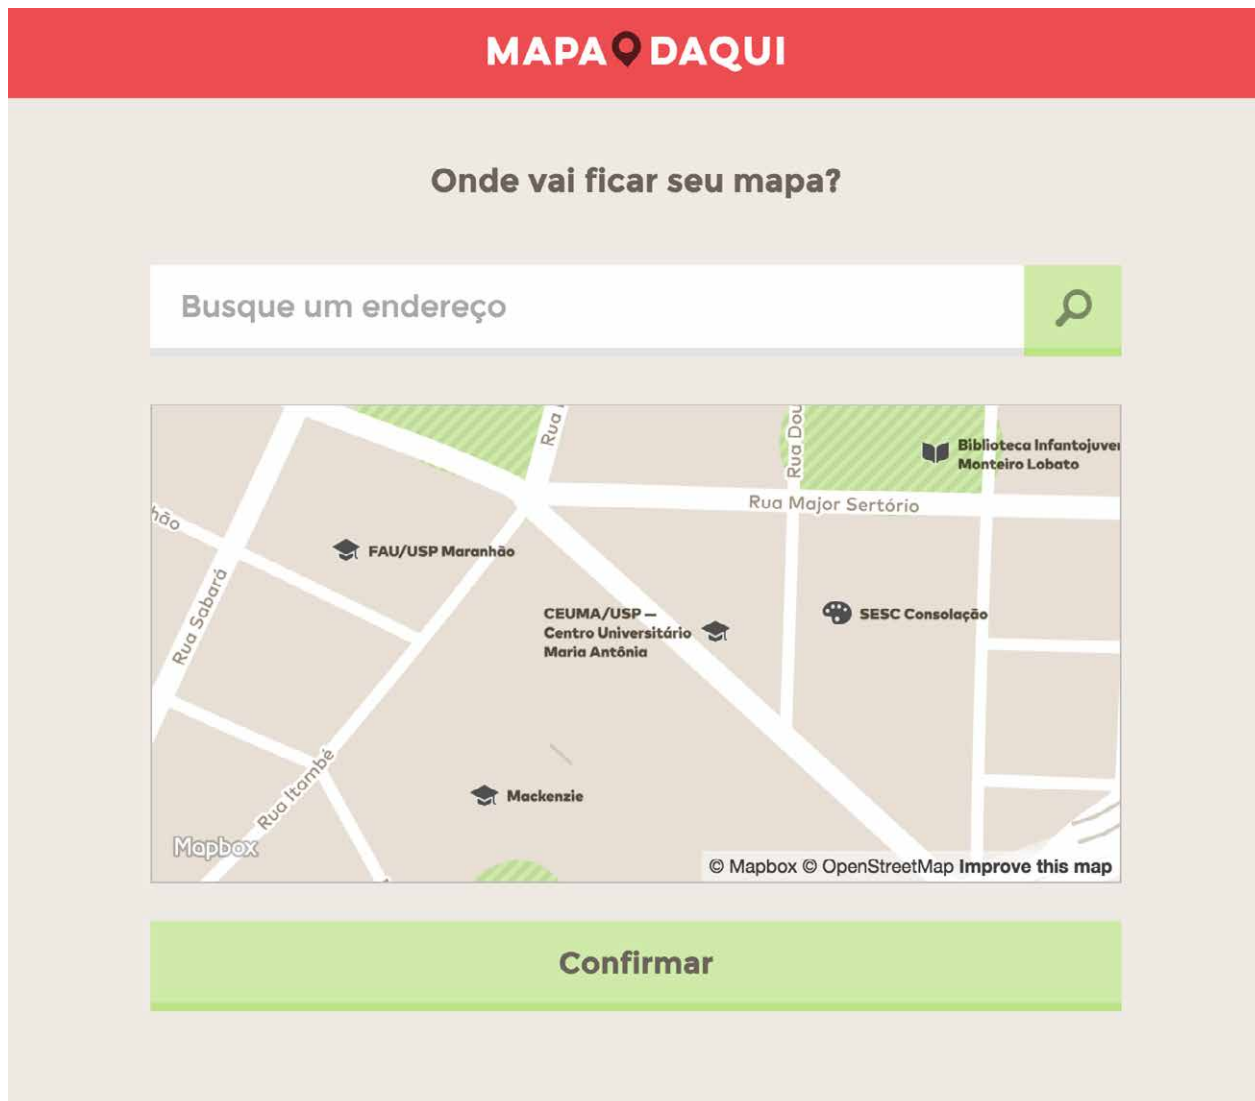 MAPA DAQUI
Onde vai ficar seu mapa?
Busque um endereço
Rua
Rua
Biblioteca Infantojuve
Monteiro Lobato
Rua Major Sertório
hão
FAU/USP Maranhão
Rua Sabará
CEUMA/USP –
Centro Universitário
Maria Antônia
SESC Consolação
Rua Itambé
Mackenzie
Mapbox
© Mapbox © OpenStreetMap Improve this map
Confirmar